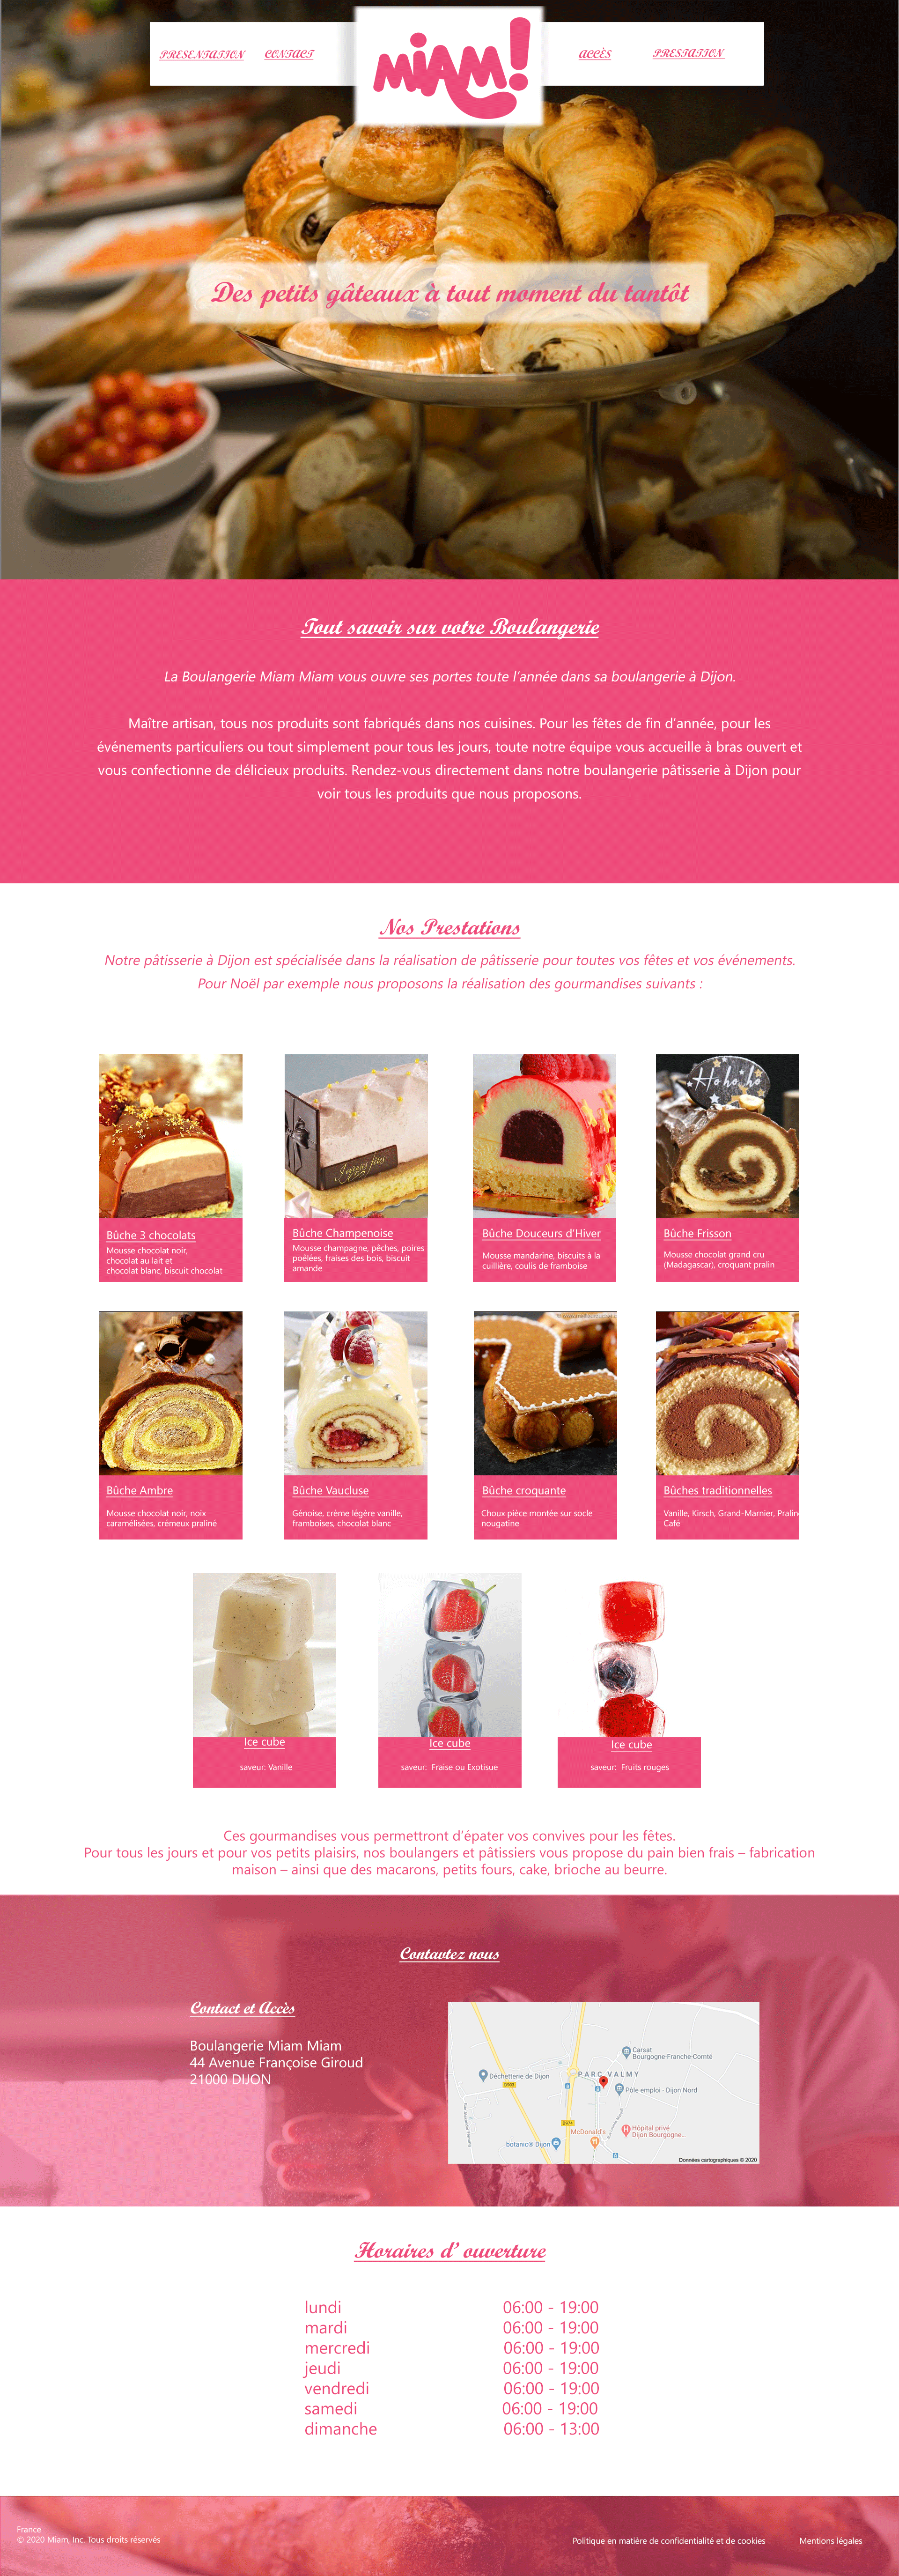 PRESENTATION CONTACT MiAM! ACCÈS PRESTATION
Des petits gâteaux à tout moment du tantôt
Tout savoir sur votre Boulangerie
La Boulangerie Miam Miam vous ouvre ses portes toute l'année dans sa boulangerie à Dijon.
Maître artisan, tous nos produits sont fabriqués dans nos cuisines. Pour les fêtes de fin d'année, pour les
événements particuliers ou tout simplement pour tous les jours, toute notre équipe vous accueille à bras ouvert et
vous confectionne de délicieux produits. Rendez-vous directement dans notre boulangerie pâtisserie à Dijon pour
voir tous les produits que nous proposons.
Nos Prestations
Notre pâtisserie à Dijon est spécialisée dans la réalisation de pâtisserie pour toutes vos fêtes et vos événements.
Pour Noël par exemple nous proposons la réalisation des gourmandises suivants :
Joyeuses fêtes
Ho ho ho
Bûche 3 chocolats
Mousse chocolat noir,
chocolat au lait et
chocolat blanc, biscuit chocolat
Bûche Champenoise
Mousse champagne, pêches, poires
poêlées, fraises des bois, biscuit
amande
Bûche Douceurs d'Hiver
Mousse mandarine, biscuits à la
cuillière, coulis de framboise
Bûche Frisson
Mousse chocolat grand cru
(Madagascar), croquant pralin
Bûche Ambre
Mousse chocolat noir, noix
caramélisées, crémeux praliné
Bûche Vaucluse
Génoise, crème légère vanille,
framboises, chocolat blanc
Bûche croquante
Choux pièce montée sur socle
nougatine
Bûches traditionnelles
Vanille, Kirsch, Grand-Marnier, Pralin
Café
Ice cube
saveur: Vanille
Ice cube
saveur: Fraise ou Exotisue
Ice cube
saveur: Fruits rouges
Ces gourmandises vous permettront d'épater vos convives pour les fêtes.
Pour tous les jours et pour vos petits plaisirs, nos boulangers et pâtissiers vous propose du pain bien frais – fabrication
maison – ainsi que des macarons, petits fours, cake, brioche au beurre.
Contavtez nous
Contact et Accès
Boulangerie Miam Miam
44 Avenue Françoise Giroud
21000 DIJON
Carsat
Bourgogne-Franche-Comté
Déchetterie de Dijon
PARC VALMY
D903
Pôle emploi - Dijon Nord
D974
McDonald's
Hôpital privé
Dijon Bourgogne...
botanic® Dijon
Données cartographiques © 2020
Horaires d' ouverture
lundi 06:00 - 19:00
mardi 06:00 - 19:00
mercredi 06:00 - 19:00
jeudi 06:00 - 19:00
vendredi 06:00 - 19:00
samedi 06:00 - 19:00
dimanche 06:00 - 13:00
France
© 2020 Miam, Inc. Tous droits réservés
Politique en matière de confidentialité et de cookies Mentions légales